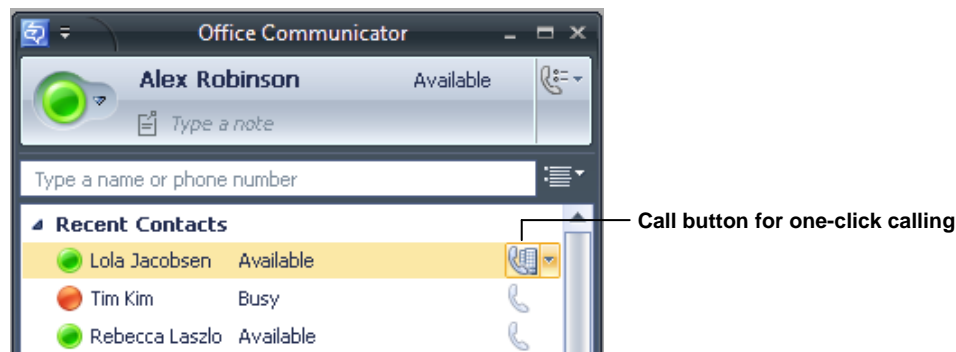 Office Communicator
Alex Robinson Available
Type a note
Type a name or phone number
Recent Contacts
Call button for one-click calling
Lola Jacobsen Available
Tim Kim Busy
Rebecca Laszlo Available